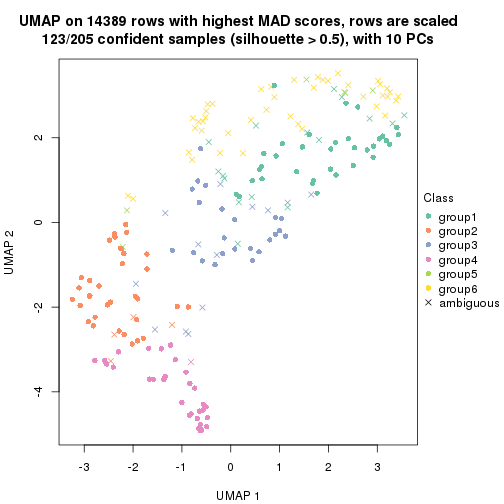 UMAP on 14389 rows with highest MAD scores, rows are scaled
123/205 confident samples (silhouette > 0.5), with 10 PCs
2
0
-2
-4
UMAP 2
-3
-2
-1
0
1
2
3
UMAP 1
Class
group1
group2
group3
group4
group5
group6
ambiguous